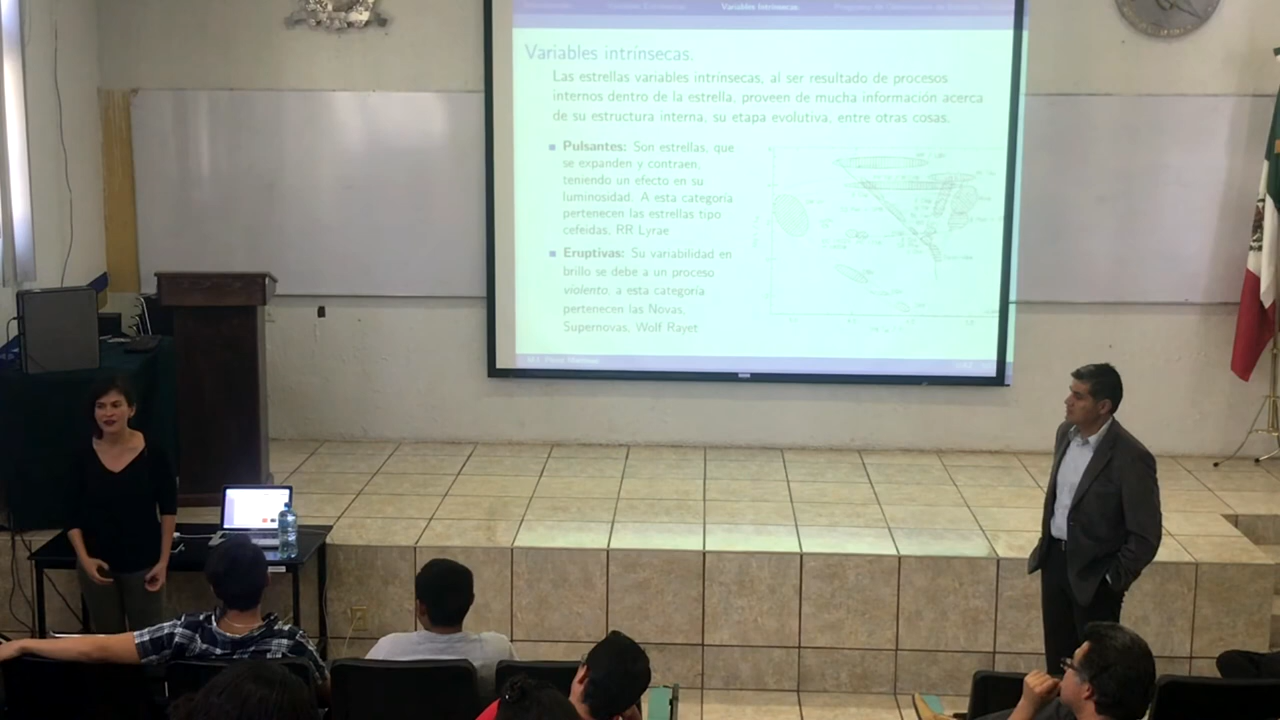 Variables Intrínsecas
Variables intrínsecas.
Las estrellas variables intrínsecas, al ser resultado de procesos
internos dentro de la estrella, proveen de mucha información acerca
de su estructura interna, su etapa evolutiva, entre otras cosas.
Pulsantes: Son estrellas, que
se expanden y contraen,
teniendo un efecto en su
luminosidad. A esta categoría
pertenecen las estrellas tipo
cefeidas, RR Lyrae
Eruptivas: Su variabilidad en
brillo se debe a un proceso
violento, a esta categoría
pertenecen las Novas,
Supernovas, Wolf Rayet